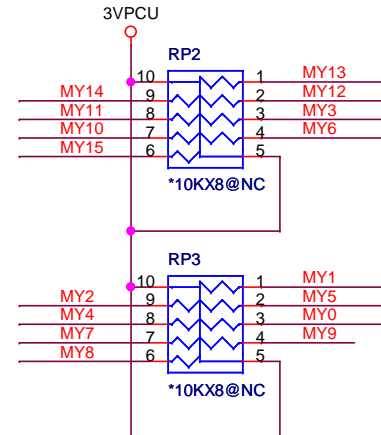 3VPCU
RP2
10 1 MY13
MY14 9 2 MY12
MY11 8 3 MY3
MY10 7 4 MY6
MY15 6 5
*10KX8@NC
RP3
10 1 MY1
MY2 9 2 MY5
MY4 8 3 MY0
MY7 7 4 MY9
MY8 6 5
*10KX8@NC